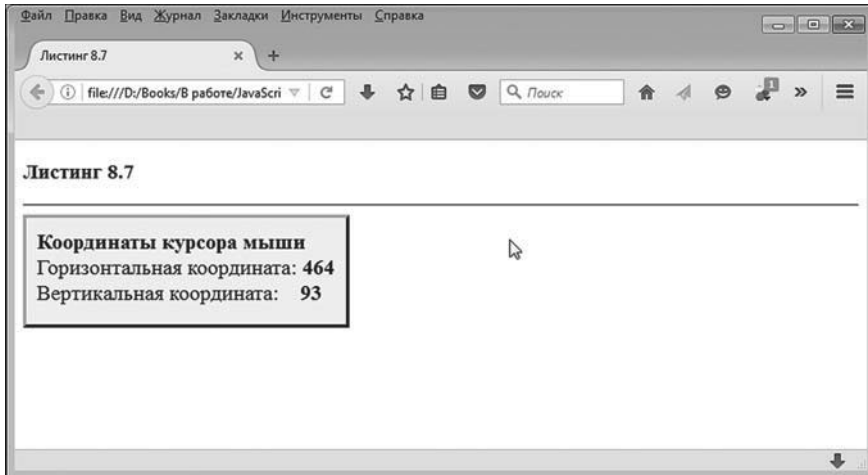 Файл Правка Вид Журнал Закладки Инструменты Справка
Листинг 8.7
file:///D:/Books/В работе/JavaScri
Поиск
1
Листинг 8.7
Координаты курсора мыши
Горизонтальная координата: 464
Вертикальная координата: 93